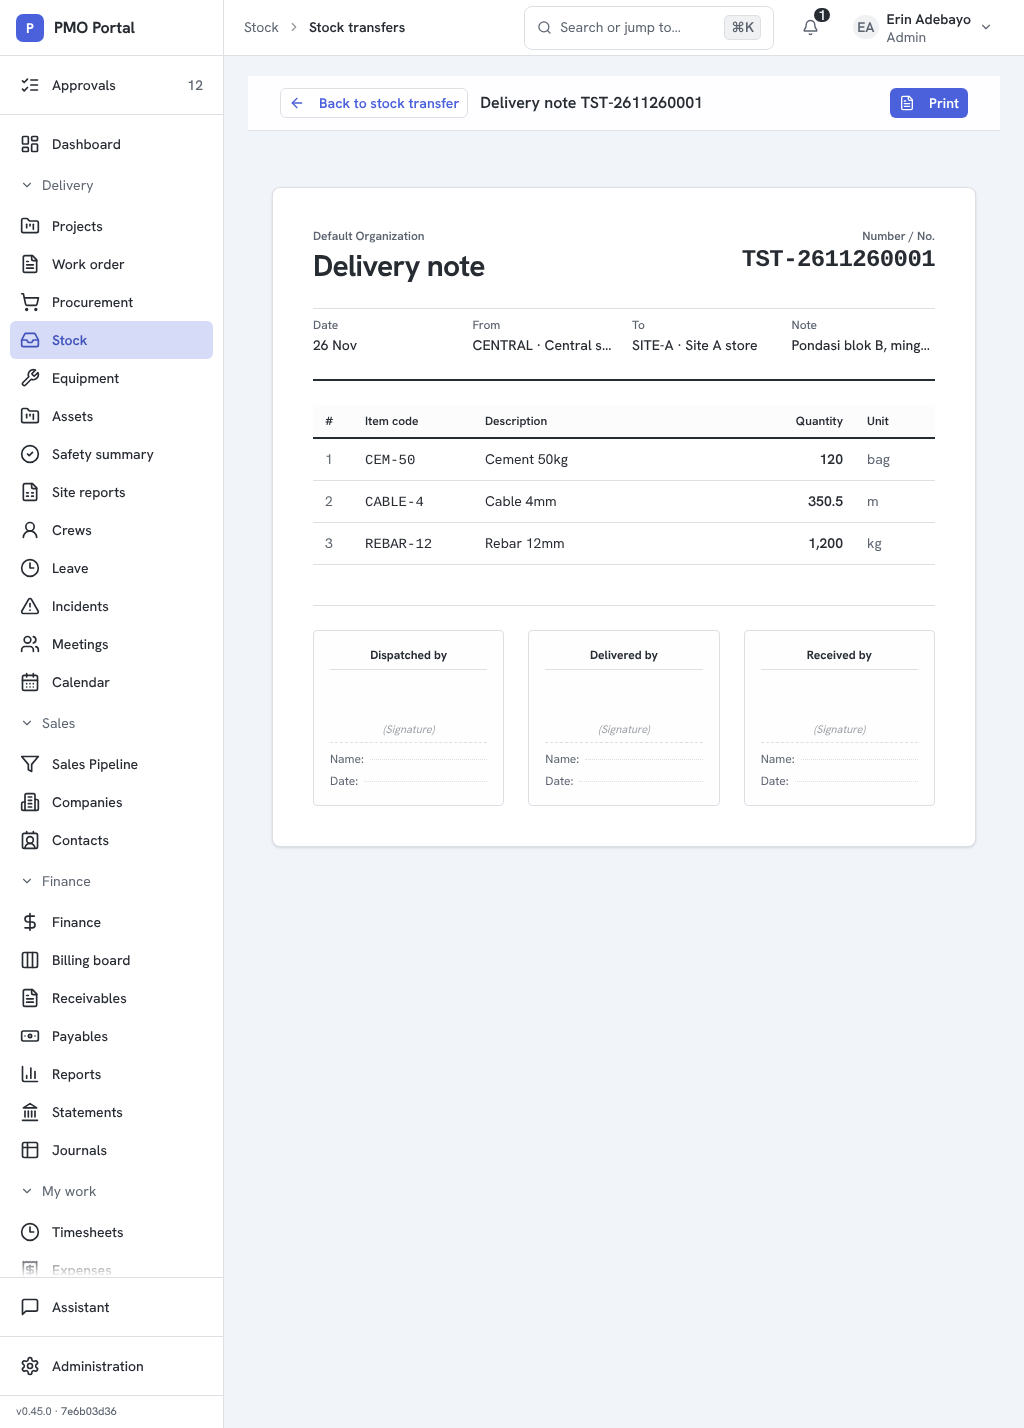 P PMO Portal
Stock > Stock transfers
Search or jump to... ⌘K
1
EA Erin Adebayo
Admin
Approvals 12
Dashboard
Delivery
Projects
Work order
Procurement
Stock
Equipment
Assets
Safety summary
Site reports
Crews
Leave
Incidents
Meetings
Calendar
Sales
Sales Pipeline
Companies
Contacts
Finance
Finance
Billing board
Receivables
Payables
Reports
Statements
Journals
My work
Timesheets
Expenses
Assistant
Administration
v0.45.0 · 7e6b03d36
Back to stock transfer Delivery note TST-2611260001 Print
Default Organization Number / No.
Delivery note TST-2611260001
Date From To Note
26 Nov CENTRAL · Central s... SITE-A · Site A store Pondasi blok B, ming...
# Item code Description Quantity Unit
1 CEM-50 Cement 50kg 120 bag
2 CABLE-4 Cable 4mm 350.5 m
3 REBAR-12 Rebar 12mm 1,200 kg
Dispatched by Delivered by Received by
(Signature) (Signature) (Signature)
Name: Name: Name:
Date: Date: Date: